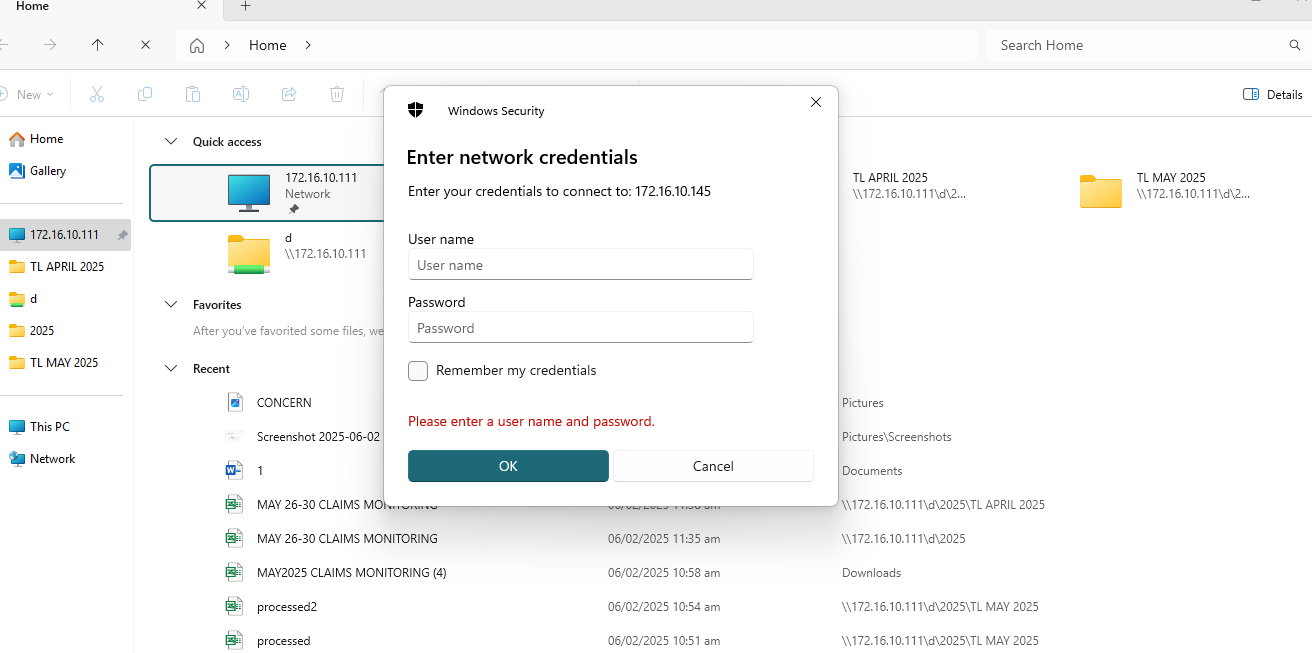 Home
Home
Search Home
New
Details
Home
Gallery
172.16.10.111
TL APRIL 2025
d
2025
TL MAY 2025
This PC
Network
Quick access
172.16.10.111
Network
d
\\172.16.10.111
TL APRIL 2025
\\172.16.10.111\d\2...
TL MAY 2025
\\172.16.10.111\d\2...
Favorites
After you've favorited some files, we
Recent
CONCERN
Pictures
Screenshot 2025-06-02
Pictures\Screenshots
1
Documents
MAY 26-30 CLAIMS MONITORING 06/02/2025 11:38 am \\172.16.10.111\d\2025\TL APRIL 2025
MAY 26-30 CLAIMS MONITORING 06/02/2025 11:35 am \\172.16.10.111\d\2025
MAY2025 CLAIMS MONITORING (4) 06/02/2025 10:58 am Downloads
processed2 06/02/2025 10:54 am \\172.16.10.111\d\2025\TL MAY 2025
processed 06/02/2025 10:51 am \\172.16.10.111\d\2025\TL MAY 2025
Windows Security
Enter network credentials
Enter your credentials to connect to: 172.16.10.145
User name
User name
Password
Password
Remember my credentials
Please enter a user name and password.
OK
Cancel